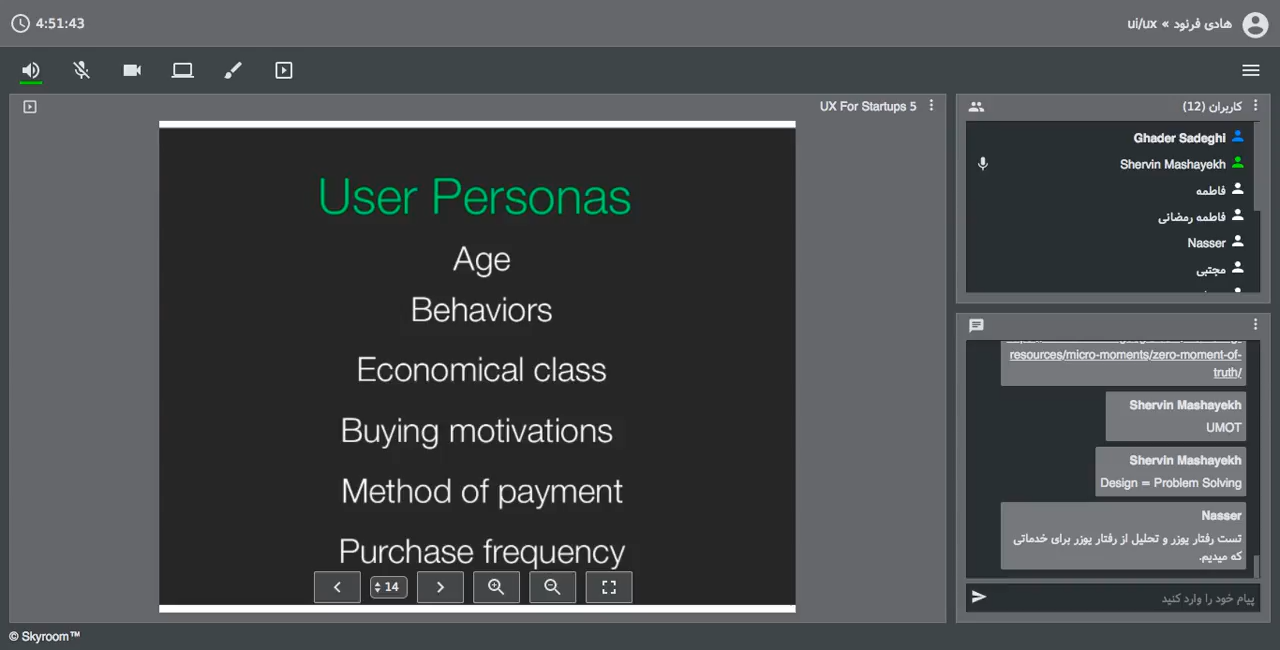 4:51:43
هادی فرنود » ui/ux
UX For Startups 5
User Personas
Age
Behaviors
Economical class
Buying motivations
Method of payment
Purchase frequency
14
کاربران (12)
Ghader Sadeghi
Shervin Mashayekh
فاطمه
فاطمه رمضانی
Nasser
مجتبی
resources/micro-moments/zero-moment-of-
truth/
Shervin Mashayekh
UMOT
Shervin Mashayekh
Design = Problem Solving
Nasser
تست رفتار یوزر و تحلیل از رفتار یوزر برای خدماتی
که میدیم.
پیام خود را وارد کنید
© Skyroom™